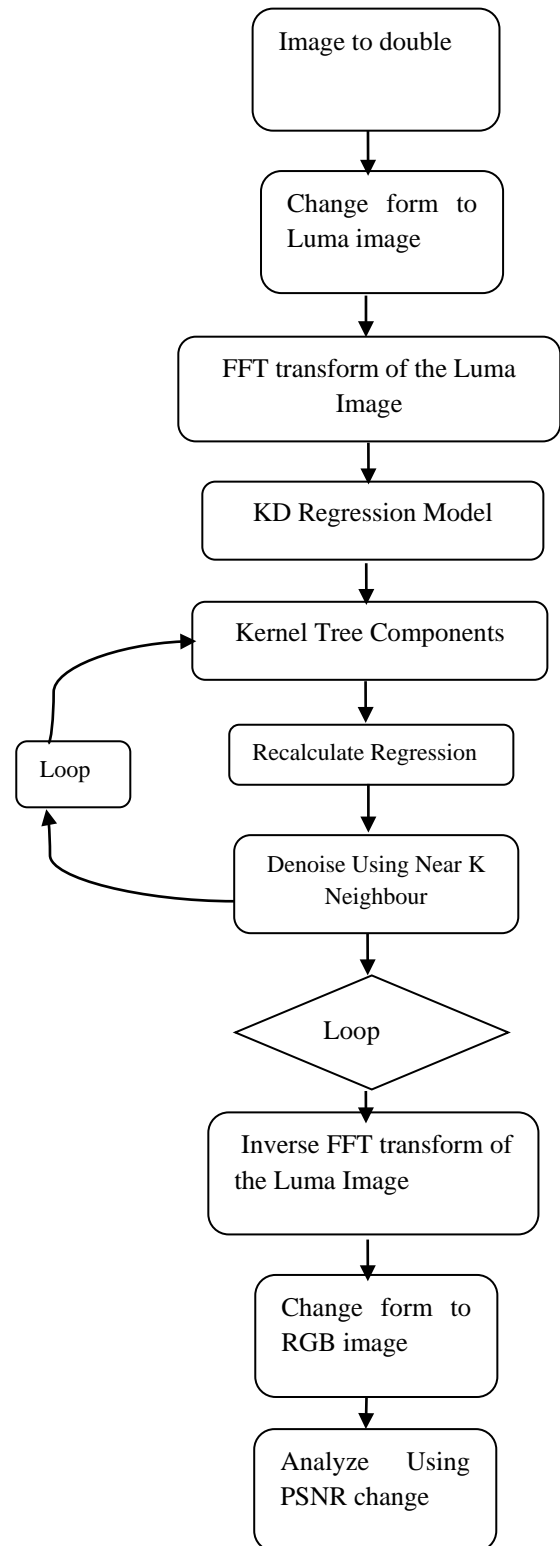 Image to double
Change form to
Luma image
FFT transform of the Luma
Image
KD Regression Model
Kernel Tree Components
Recalculate Regression
Loop
Denoise Using Near K
Neighbour
Loop
Inverse FFT transform of
the Luma Image
Change form to
RGB image
Analyze Using
PSNR change